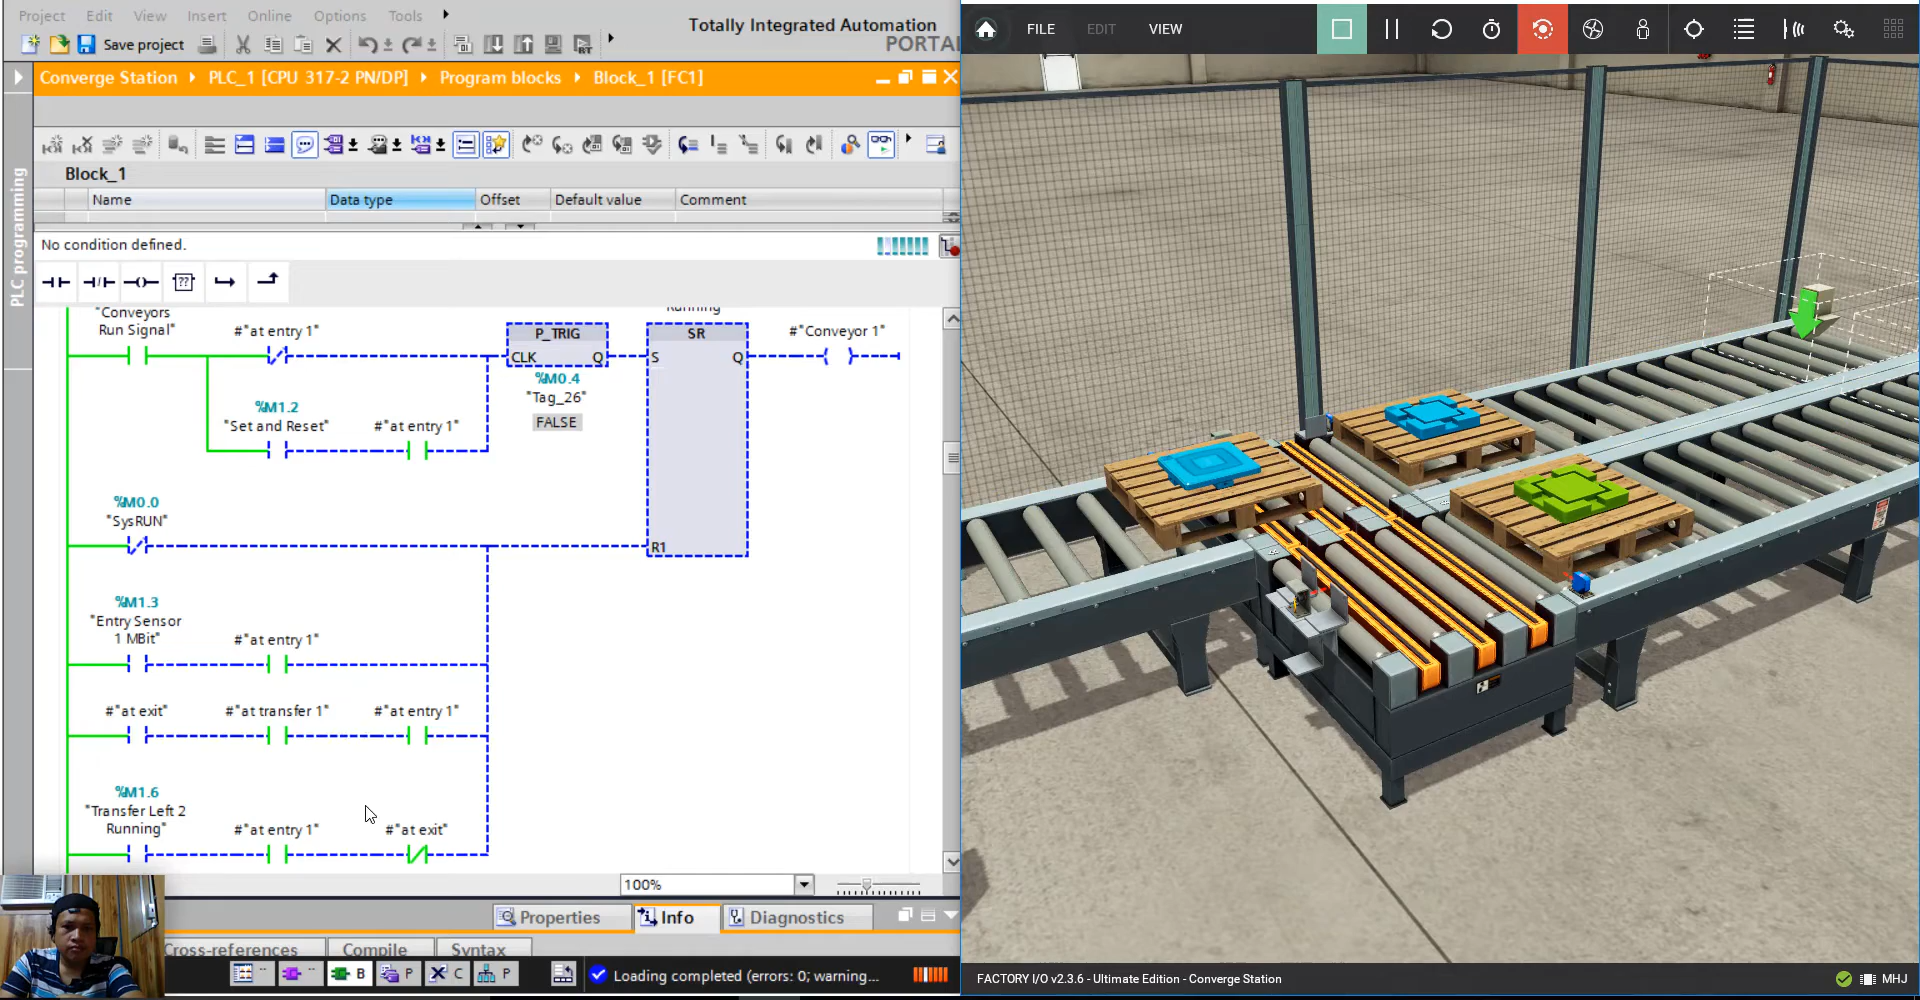 Project Edit View Insert Online Options Tools
Totally Integrated Automation
PORTA
Save project
FILE EDIT VIEW
Converge Station PLC_1 [CPU 317-2 PN/DP] Program blocks Block_1 [FC1]
PLC programming
Block_1
Name Data type Offset Default value Comment
No condition defined.
??
"Conveyors
Run Signal"
#"at entry 1"
P_TRIG
CLK Q
%M0.4
"Tag_26"
FALSE
Running
SR
S Q
R1
#"Conveyor 1"
%M1.2
"Set and Reset"
#"at entry 1"
%M0.0
"SysRUN"
%M1.3
"Entry Sensor
1 MBit"
#"at entry 1"
#"at exit" #"at transfer 1" #"at entry 1"
%M1.6
"Transfer Left 2
Running"
#"at entry 1" #"at exit"
100%
Properties Info Diagnostics
Cross-references Compile Syntax
B P C P
Loading completed (errors: 0; warning...
FACTORY I/O v2.3.6 - Ultimate Edition - Converge Station
MHJ